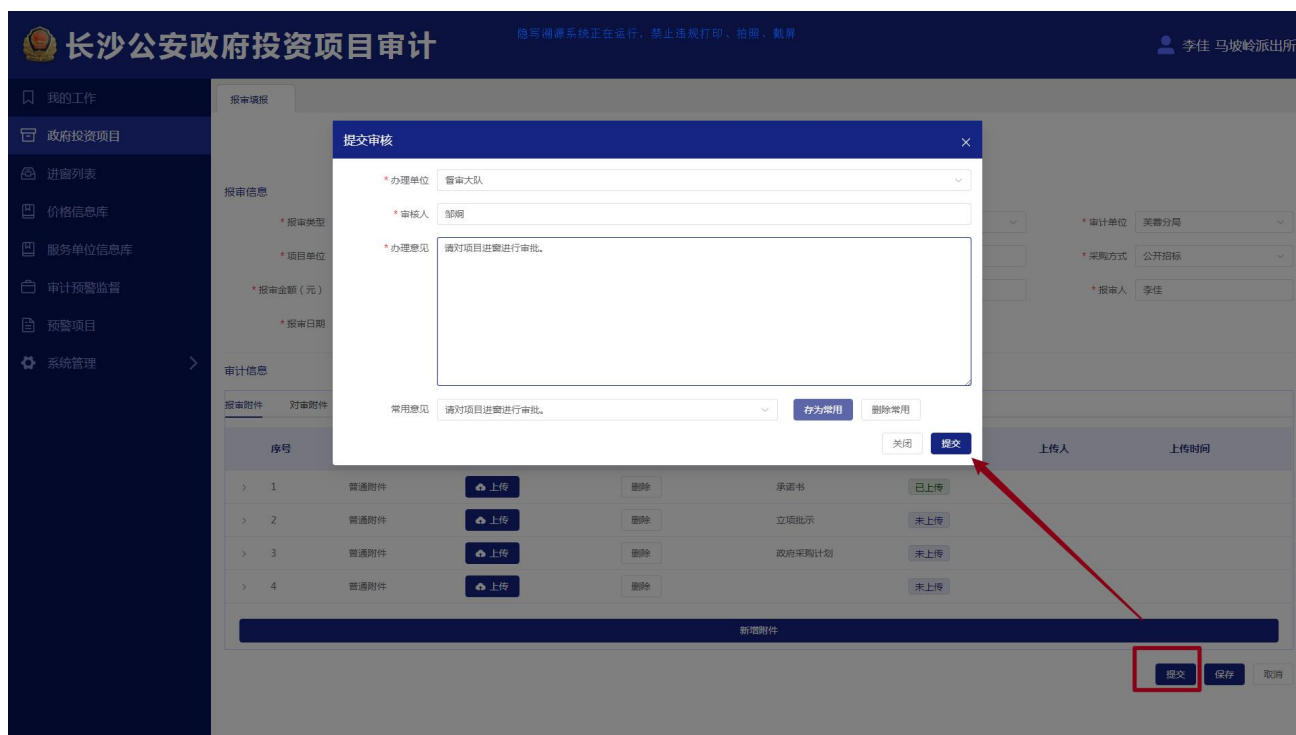 长沙公安政府投资项目审计
隐写溯源系统正在运行，禁止违规打印、拍照、截屏
李佳 马坡岭派出所
我的工作
政府投资项目
进窗列表
价格信息库
服务单位信息库
审计预警监督
预警项目
系统管理
报审填报
提交审核
* 办理单位 督审大队
* 审核人
* 办理意见 请对项目进窗进行审批。
常用意见 请对项目进窗进行审批。 存为常用 删除常用
关闭 提交
报审信息
* 报审类型 * 审计单位 芙蓉分局
* 项目单位 * 采购方式 公开招标
* 报审金额（元） * 报审人 李佳
* 报审日期
审计信息
报审附件 对审附件
序号 上传人 上传时间
1 普通附件 上传 删除 承诺书 已上传
2 普通附件 上传 删除 立项批示 未上传
3 普通附件 上传 删除 政府采购计划 未上传
4 普通附件 上传 删除 未上传
新增附件
提交 保存 取消